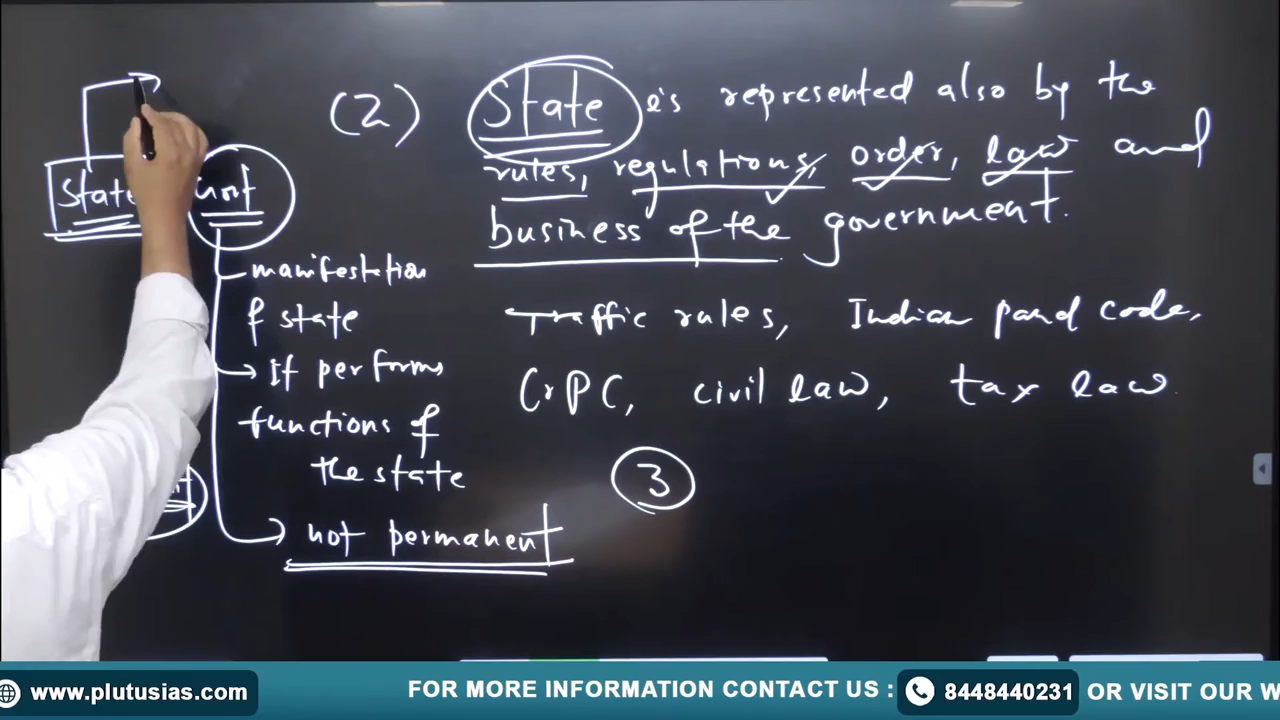 (2) State is represented also by the
rules, regulations, order, law and
business of the government.
State
manifestation
of state
It performs
functions of
the state
not permanent
Traffic rules, Indian panel code,
CrPC, civil law, tax law.
3
www.plutusias.com
FOR MORE INFORMATION CONTACT US :
8448440231
OR VISIT OUR W